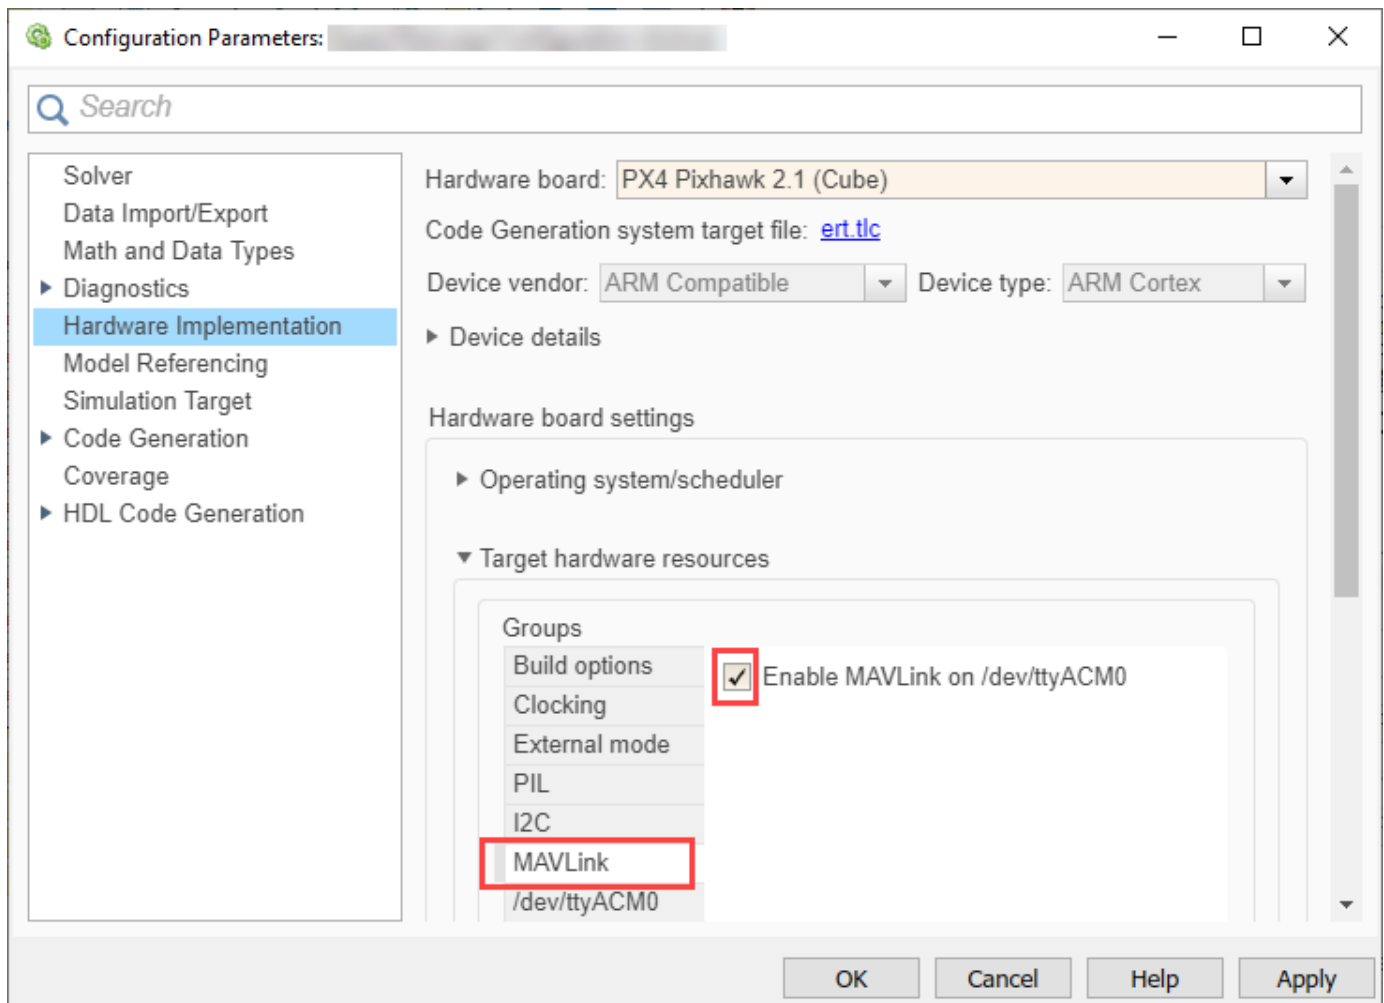 Configuration Parameters:
Search
Solver
Data Import/Export
Math and Data Types
Diagnostics
Hardware Implementation
Model Referencing
Simulation Target
Code Generation
Coverage
HDL Code Generation
Hardware board: PX4 Pixhawk 2.1 (Cube)
Code Generation system target file: ert.tlc
Device vendor: ARM Compatible Device type: ARM Cortex
Device details
Hardware board settings
Operating system/scheduler
Target hardware resources
Groups
Build options
Clocking
External mode
PIL
I2C
MAVLink
/dev/ttyACM0
Enable MAVLink on /dev/ttyACM0
OK Cancel Help Apply